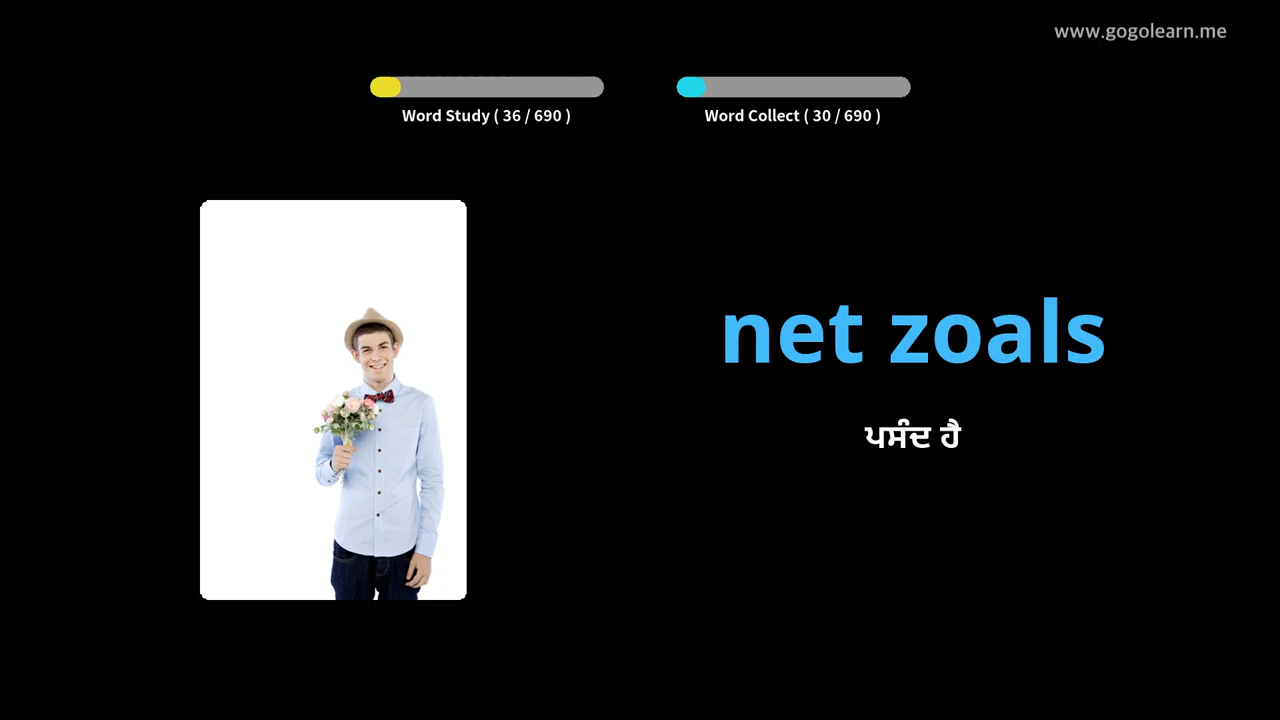 www.gogolearn.me
Word Study ( 36 / 690 )
Word Collect ( 30 / 690 )
net zoals
ਪਸੰਦ ਹੈ